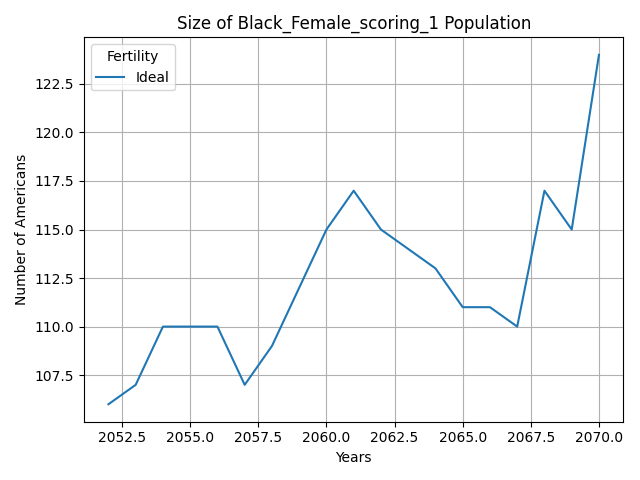 Size of Black_Female_scoring_1 Population
Fertility
Ideal
Number of Americans
122.5
120.0
117.5
115.0
112.5
110.0
107.5
2052.5 2055.0 2057.5 2060.0 2062.5 2065.0 2067.5 2070.0
Years